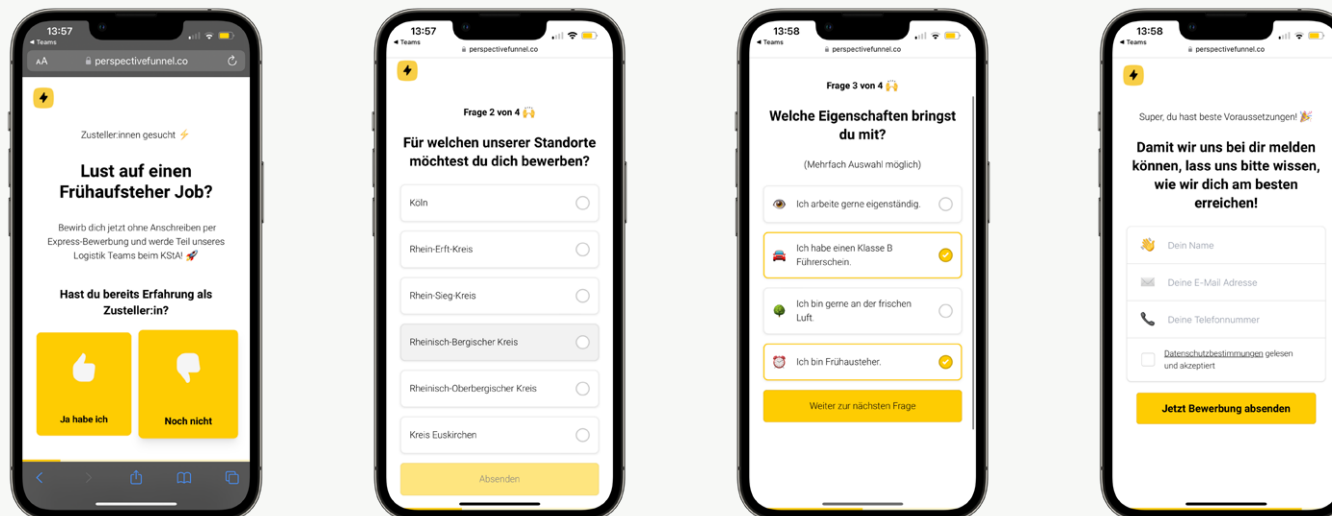 13:57
Teams
AA perspectivefunnel.co
Zusteller:innen gesucht ⚡
Lust auf einen
Frühaufsteher Job?
Bewirb dich jetzt ohne Anschreiben per
Express-Bewerbung und werde Teil unseres
Logistik Teams beim KStA! 🚀
Hast du bereits Erfahrung als
Zusteller:in?
Ja habe ich
Noch nicht
13:57
Teams
perspectivefunnel.co
Frage 2 von 4 🙌
Für welchen unserer Standorte
möchtest du dich bewerben?
Köln
Rhein-Erft-Kreis
Rhein-Sieg-Kreis
Rheinisch-Bergischer Kreis
Rheinisch-Oberbergischer Kreis
Kreis Euskirchen
Absenden
13:58
Teams
perspectivefunnel.co
Frage 3 von 4 🙌
Welche Eigenschaften bringst
du mit?
(Mehrfach Auswahl möglich)
Ich arbeite gerne eigenständig.
Ich habe einen Klasse B
Führerschein.
Ich bin gerne an der frischen
Luft.
Ich bin Frühausteher.
Weiter zur nächsten Frage
13:58
Teams
perspectivefunnel.co
Super, du hast beste Voraussetzungen! 🎉
Damit wir uns bei dir melden
können, lass uns bitte wissen,
wie wir dich am besten
erreichen!
Dein Name
Deine E-Mail Adresse
Deine Telefonnummer
Datenschutzbestimmungen gelesen
und akzeptiert
Jetzt Bewerbung absenden